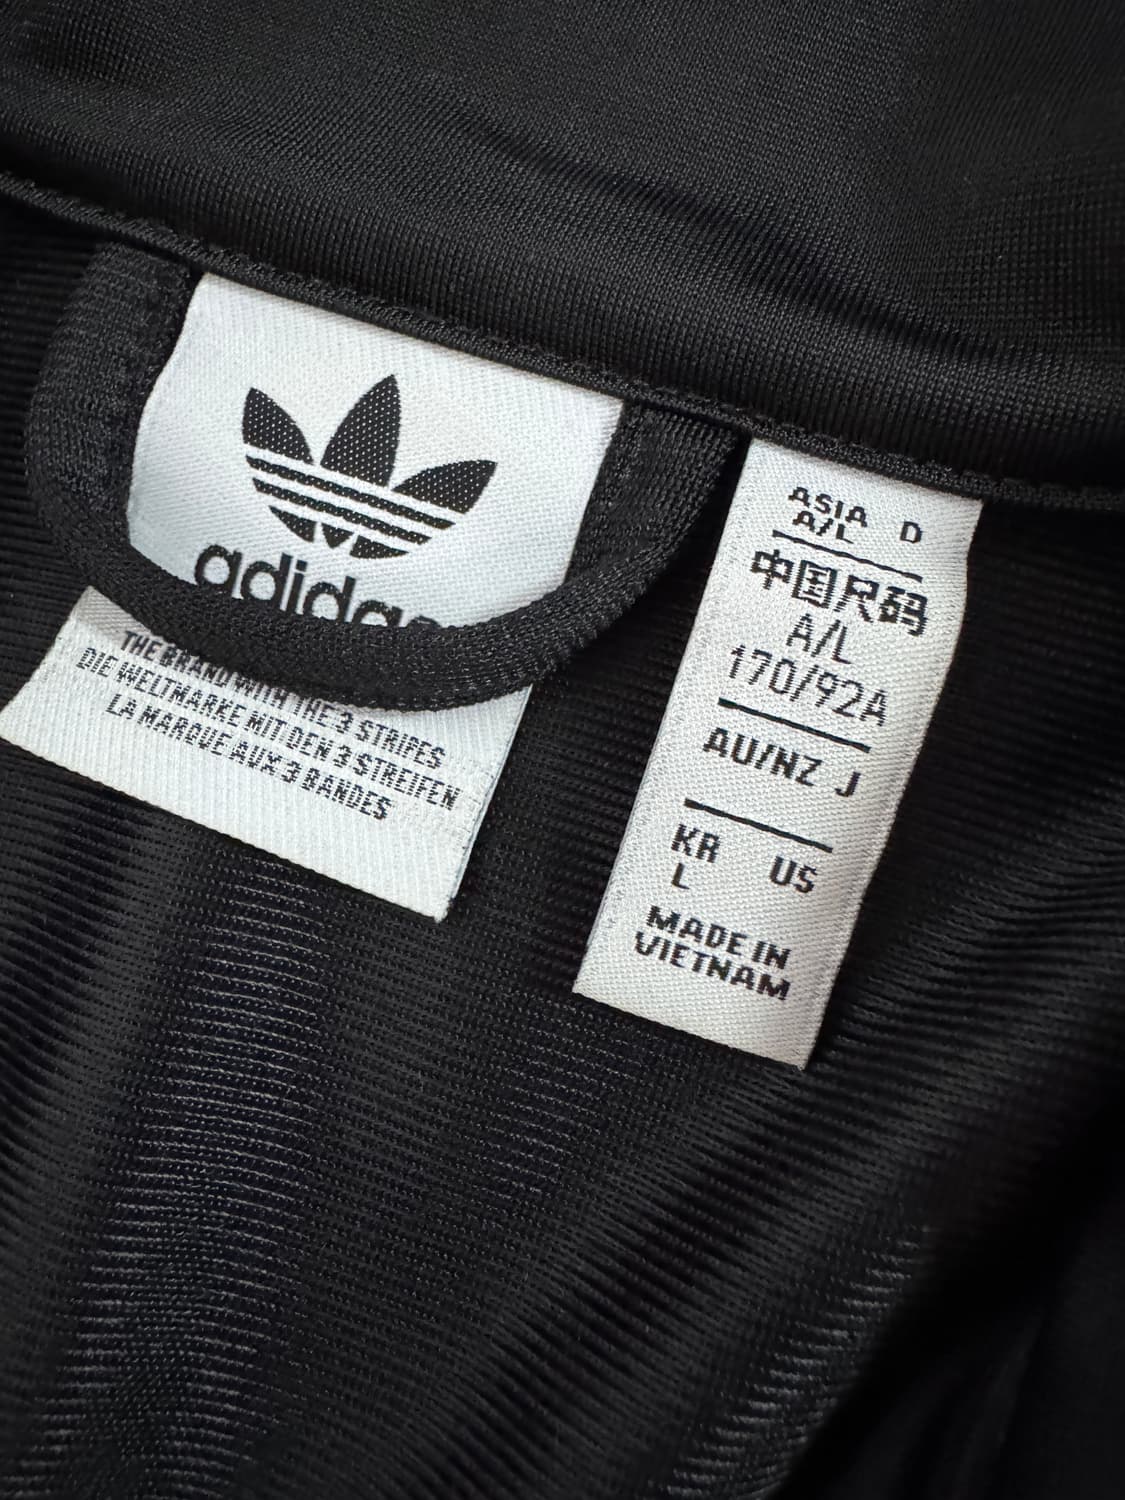 adidas
THE BRAND WITH THE 3 STRIPES
DIE WELTMARKE MIT DEN 3 STREIFEN
LA MARQUE AUX 3 BANDES
ASIA D
A/L
中国尺码
A/L
170/92A
AU/NZ J
KR US
L
MADE IN
VIETNAM